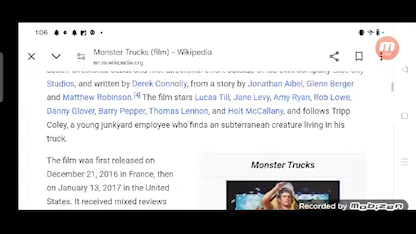 1:06
Monster Trucks (film) - Wikipedia
en.m.wikipedia.org
Studios, and written by Derek Connolly, from a story by Jonathan Aibel, Glenn Berger
and Matthew Robinson.[4] The film stars Lucas Till, Jane Levy, Amy Ryan, Rob Lowe,
Danny Glover, Barry Pepper, Thomas Lennon, and Holt McCallany, and follows Tripp
Coley, a young junkyard employee who finds an subterranean creature living in his
truck.
The film was first released on
December 21, 2016 in France, then
on January 13, 2017 in the United
States. It received mixed reviews
Monster Trucks
Recorded by
MOBIZEN